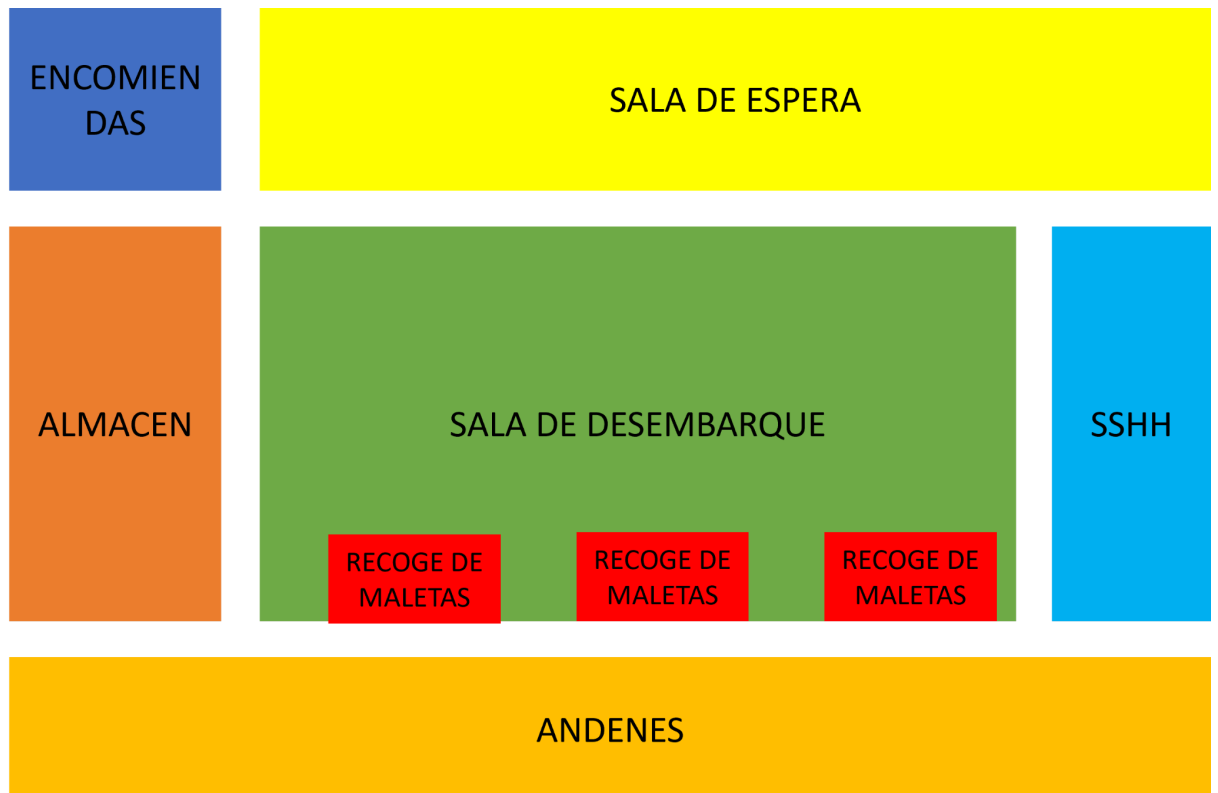 ENCOMIEN
DAS
SALA DE ESPERA
ALMACEN
SALA DE DESEMBARQUE
SSHH
RECOGE DE
MALETAS
RECOGE DE
MALETAS
RECOGE DE
MALETAS
ANDENES